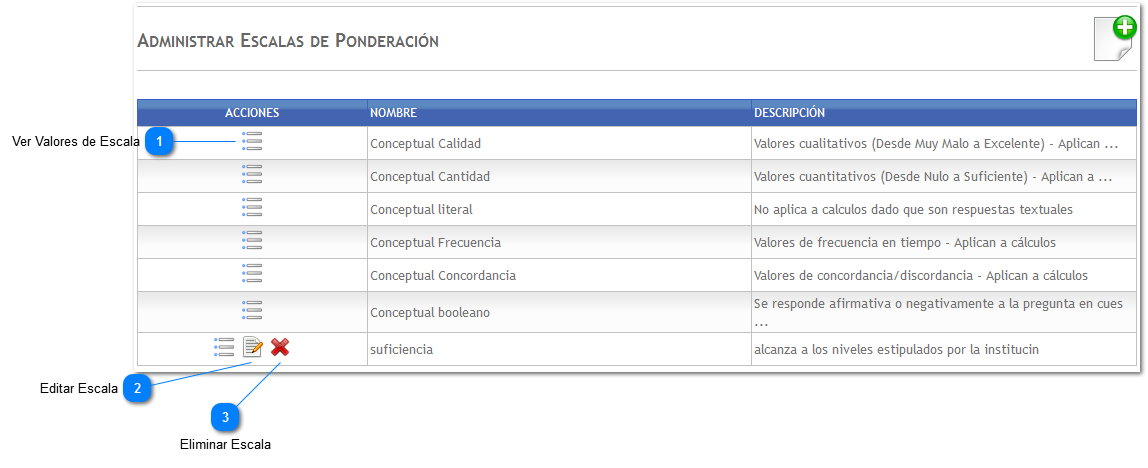 ADMINISTRAR ESCALAS DE PONDERACIÓN
ACCIONES NOMBRE DESCRIPCIÓN
Ver Valores de Escala 1 Conceptual Calidad Valores cualitativos (Desde Muy Malo a Excelente) - Aplican ...
Conceptual Cantidad Valores cuantitativos (Desde Nulo a Suficiente) - Aplican a ...
Conceptual literal No aplica a calculos dado que son respuestas textuales
Conceptual Frecuencia Valores de frecuencia en tiempo - Aplican a cálculos
Conceptual Concordancia Valores de concordancia/discordancia - Aplican a cálculos
Conceptual booleano Se responde afirmativa o negativamente a la pregunta en cues
...
suficiencia alcanza a los niveles estipulados por la institucin
Editar Escala 2
3
Eliminar Escala